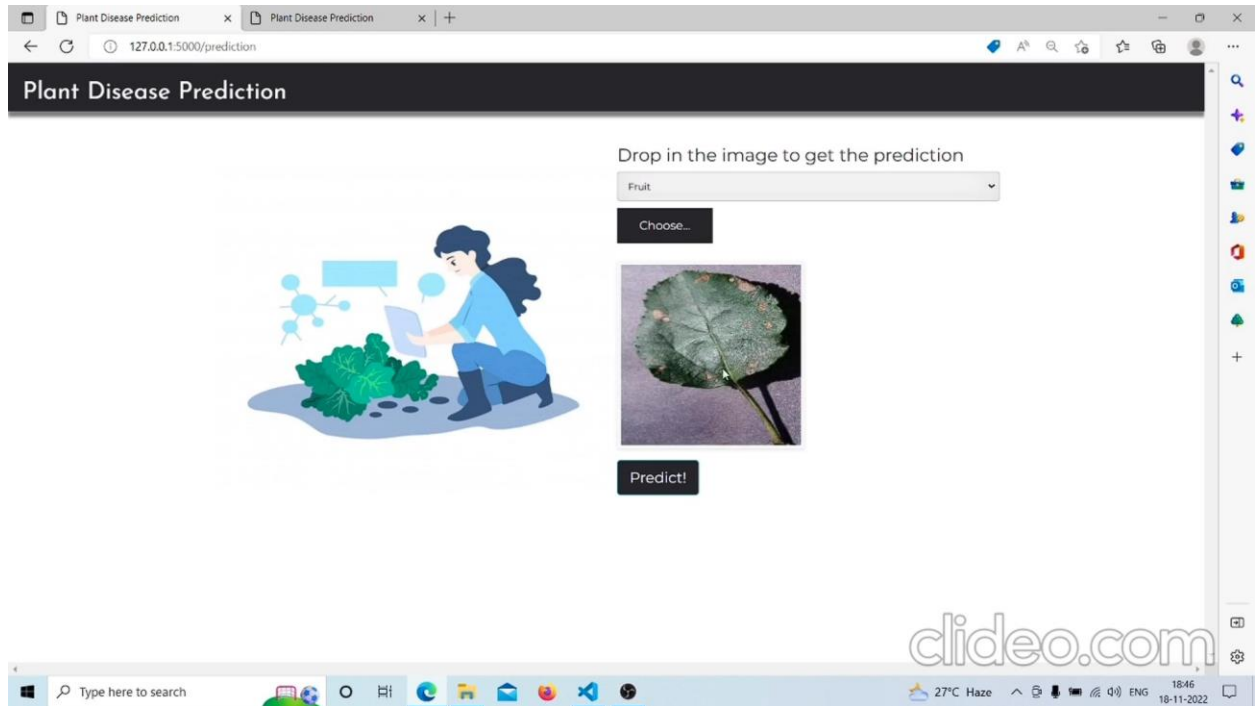 Plant Disease Prediction
Plant Disease Prediction
127.0.0.1:5000/prediction
Plant Disease Prediction
Drop in the image to get the prediction
Fruit
Choose...
Predict!
clideo.com
Type here to search
27°C Haze
ENG
18:46
18-11-2022